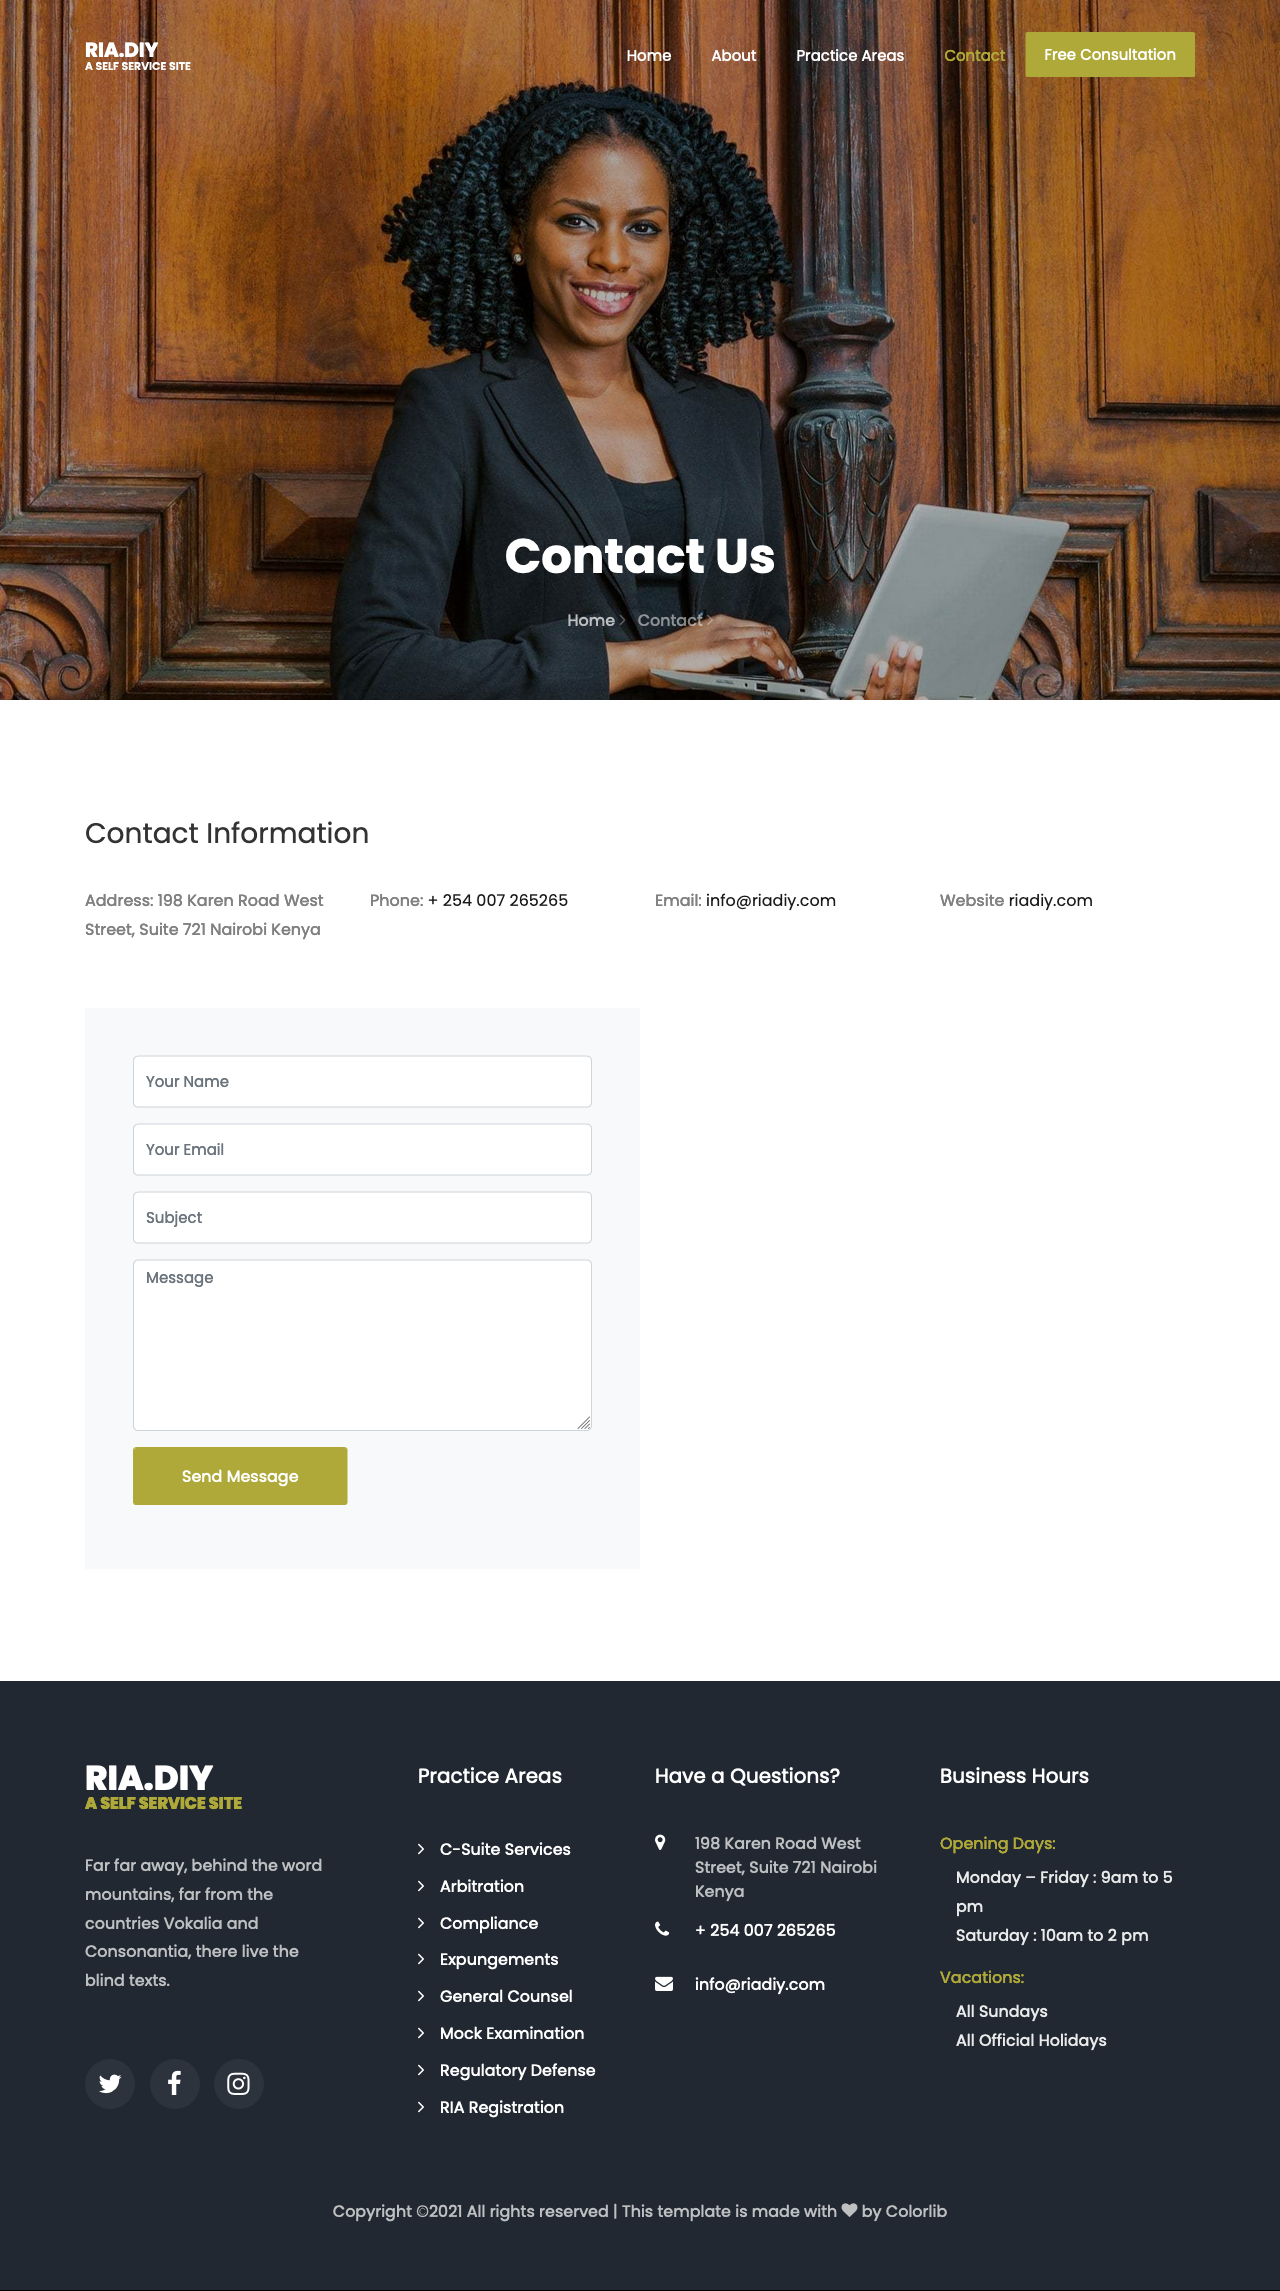 RIA.DIY
A SELF SERVICE SITE
Home
About
Practice Areas
Contact
Free Consultation
Contact Us
Home
Contact
Contact Information
Address: 198 Karen Road West
Street, Suite 721 Nairobi Kenya
Phone: + 254 007 265265
Email: info@riadiy.com
Website riadiy.com
Your Name
Your Email
Subject
Message
Send Message
RIA.DIY
A SELF SERVICE SITE
Far far away, behind the word
mountains, far from the
countries Vokalia and
Consonantia, there live the
blind texts.
Practice Areas
C-Suite Services
Arbitration
Compliance
Expungements
General Counsel
Mock Examination
Regulatory Defense
RIA Registration
Have a Questions?
198 Karen Road West
Street, Suite 721 Nairobi
Kenya
+ 254 007 265265
info@riadiy.com
Business Hours
Opening Days:
Monday – Friday : 9am to 5
pm
Saturday : 10am to 2 pm
Vacations:
All Sundays
All Official Holidays
Copyright ©2021 All rights reserved | This template is made with ♥ by Colorlib